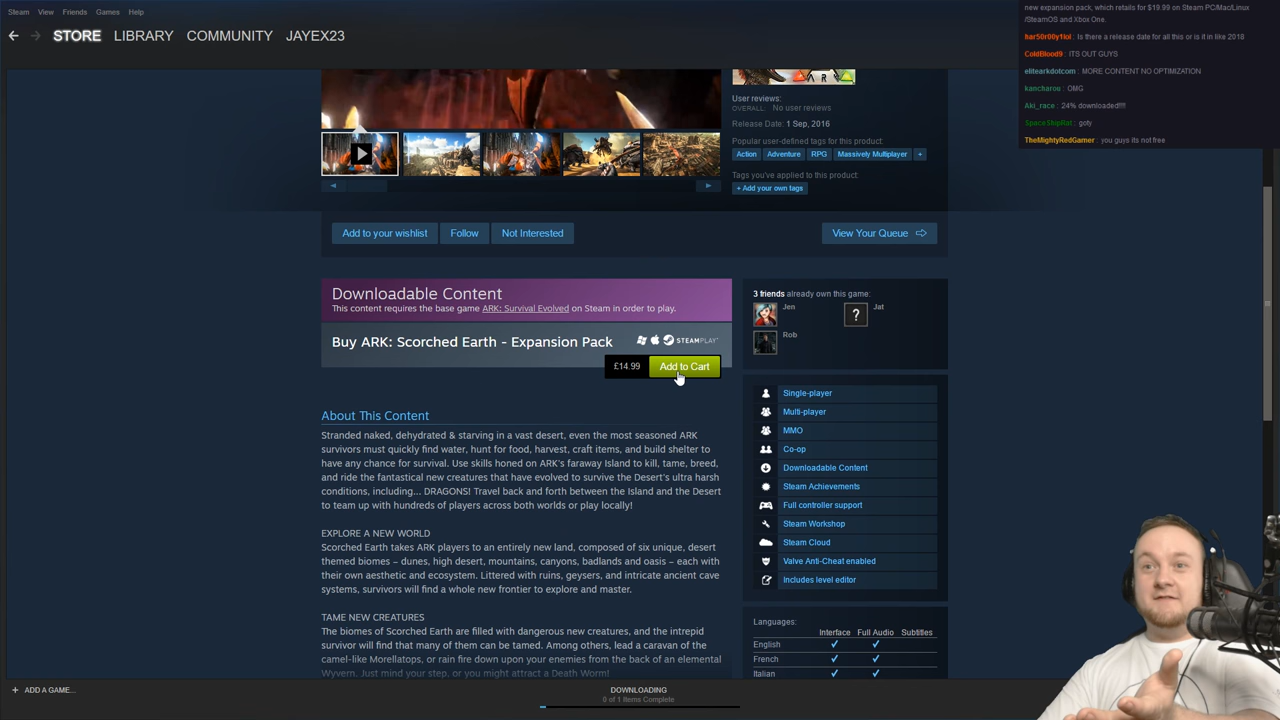 Steam View Friends Games Help
STORE LIBRARY COMMUNITY JAYEX23
new expansion pack, which retails for $19.99 on Steam PC/Mac/Linux
/SteamOS and Xbox One.
har50r00y1lol : Is there a release date for all this or is it in like 2018
ColdBlood9 : ITS OUT GUYS
elitearkdotcom : MORE CONTENT NO OPTIMIZATION
kancharou : OMG
Aki_race : 24% downloaded!!!!
SpaceShipRat : goty
TheMightyRedGamer : you guys its not free
User reviews:
OVERALL: No user reviews
Release Date: 1 Sep, 2016
Popular user-defined tags for this product:
Action Adventure RPG Massively Multiplayer +
Tags you've applied to this product:
+ Add your own tags
Add to your wishlist Follow Not Interested View Your Queue
Downloadable Content
This content requires the base game ARK: Survival Evolved on Steam in order to play.
Buy ARK: Scorched Earth - Expansion Pack
STEAMPLAY
£14.99 Add to Cart
About This Content
Stranded naked, dehydrated & starving in a vast desert, even the most seasoned ARK
survivors must quickly find water, hunt for food, harvest, craft items, and build shelter to
have any chance for survival. Use skills honed on ARK's faraway Island to kill, tame, breed,
and ride the fantastical new creatures that have evolved to survive the Desert's ultra harsh
conditions, including... DRAGONS! Travel back and forth between the Island and the Desert
to team up with hundreds of players across both worlds or play locally!
EXPLORE A NEW WORLD
Scorched Earth takes ARK players to an entirely new land, composed of six unique, desert
themed biomes – dunes, high desert, mountains, canyons, badlands and oasis – each with
their own aesthetic and ecosystem. Littered with ruins, geysers, and intricate ancient cave
systems, survivors will find a whole new frontier to explore and master.
TAME NEW CREATURES
The biomes of Scorched Earth are filled with dangerous new creatures, and the intrepid
survivor will find that many of them can be tamed. Among others, lead a caravan of the
camel-like Morellatops, or rain fire down upon your enemies from the back of an elemental
Wyvern. Just mind your step, or you might attract a Death Worm!
3 friends already own this game:
Jen
? Jat
Rob
Single-player
Multi-player
MMO
Co-op
Downloadable Content
Steam Achievements
Full controller support
Steam Workshop
Steam Cloud
Valve Anti-Cheat enabled
Includes level editor
Languages:
Interface Full Audio Subtitles
English ✓ ✓
French ✓ ✓
Italian ✓ ✓
+ ADD A GAME...
DOWNLOADING
0 of 1 Items Complete